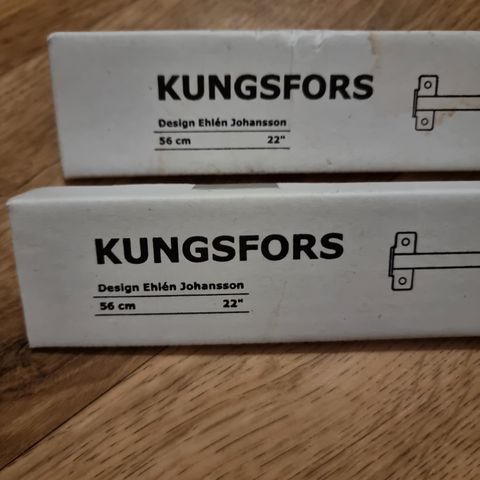 KUNGSFORS
Design Ehlén Johansson
56 cm 22"
KUNGSFORS
Design Ehlén Johansson
56 cm 22"